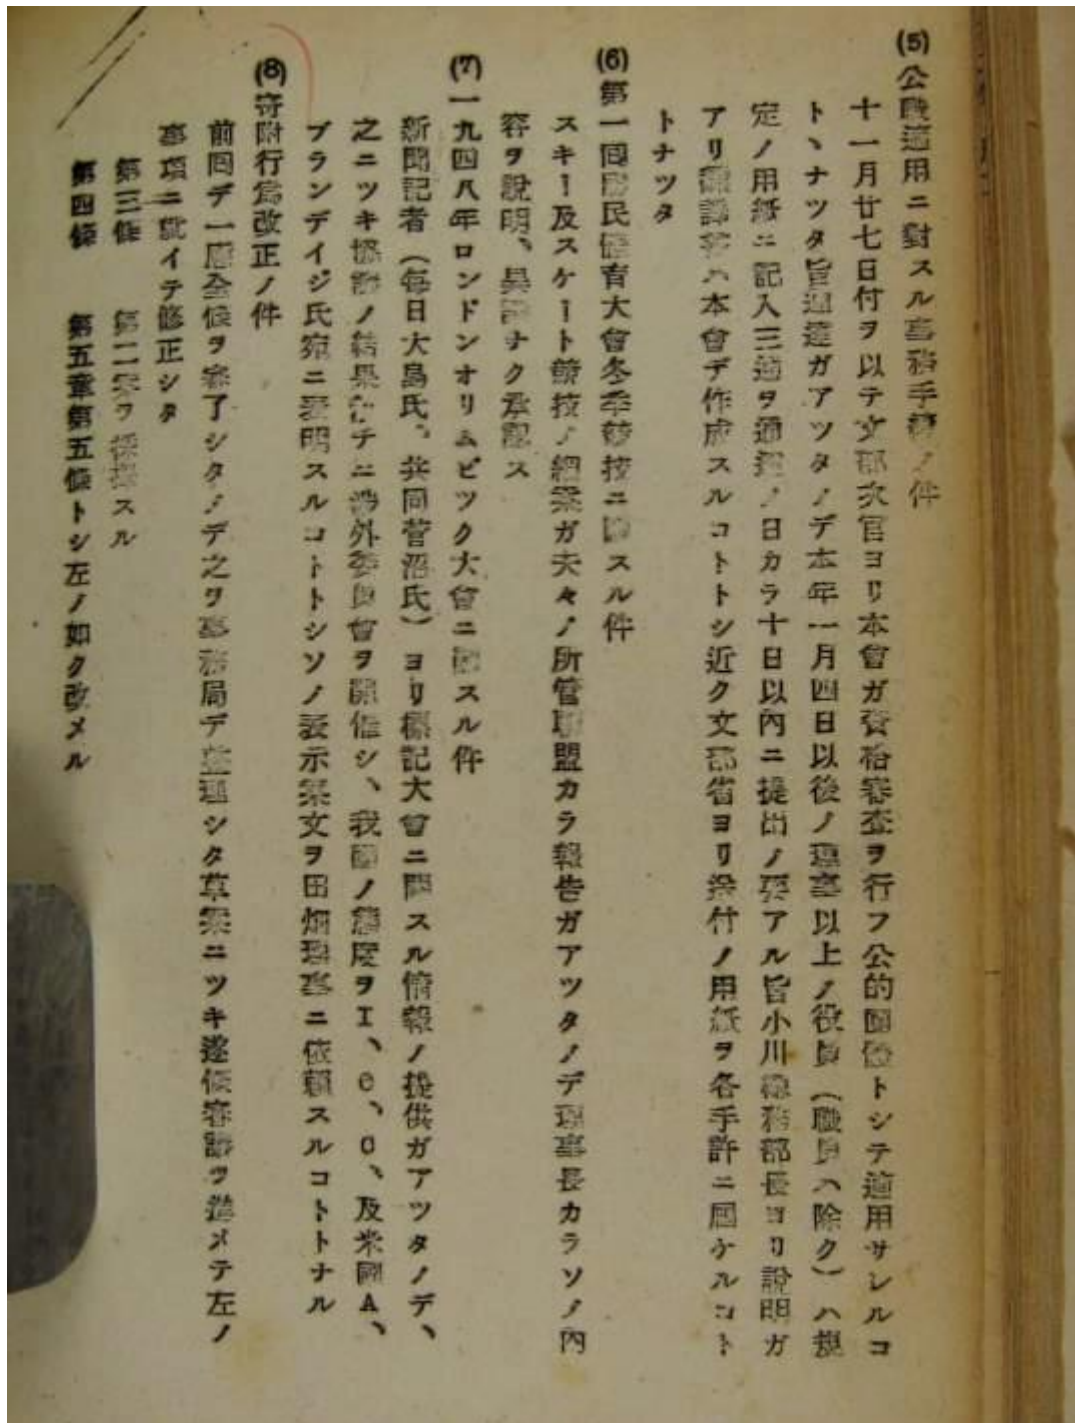 (5)公職適用ニ對スル事務手續ノ件
十一月廿七日付ヲ以テ文部次官ヨリ本會ガ資格審査ヲ行フ公的團體トシテ適用サレルコ
トヽナツタ旨通達ガアツタノデ本年一月四日以後ノ理事以上ノ役員(職員ハ除ク)ハ規
定ノ用紙ニ記入三通ヲ通知ノ日カラ十日以內ニ提出ノ要アル旨小川總務部長ヨリ說明ガ
アリ ハ本會デ作成スルコトトシ近ク文部省ヨリ送付ノ用紙ヲ各手許ニ屆ケルコト
トナツタ
(6)第一回國民體育大會冬季競技ニ關スル件
スキー及スケート競技ノ細案ガ夫々ノ所管聯盟カラ報告ガアツタノデ理事長カラソノ內
容ヲ說明、異議ナク承認ス
(7)一九四八年ロンドンオリムピツク大會ニ關スル件
新聞記者(每日大島氏、共同菅沼氏)ヨリ標記大會ニ關スル情報ノ提供ガアツタノデ、
之ニツキ協議ノ結果 チニ涉外委員會ヲ開催シ、我國ノ態度ヲI、O、C、及米國A、
ブランデイジ氏宛ニ表明スルコトトシソノ表示案文ヲ田畑理事ニ依賴スルコトトナル
(8)寄附行爲改正ノ件
前回デ一應全條ヲ審了シタノデ之ヲ事務局デ整理シタ草案ニツキ逐條審議ヲ進メテ左ノ
事項ニ就イテ修正シタ
第三條 第二案ヲ採擇スル
第四條 第五章第五條トシ左ノ如ク改メル